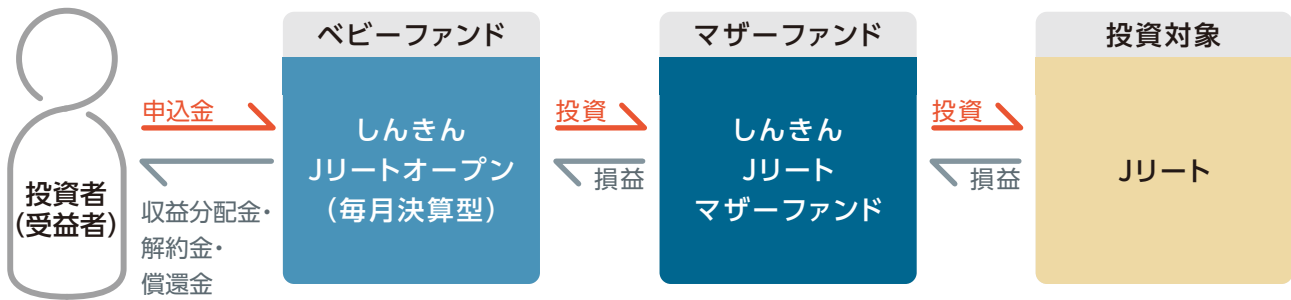 投資者
(受益者)
申込金
収益分配金・
解約金・
償還金
ベビーファンド
しんきん
Jリートオープン
(毎月決算型)
投資
損益
マザーファンド
しんきん
Jリート
マザーファンド
投資
損益
投資対象
Jリート